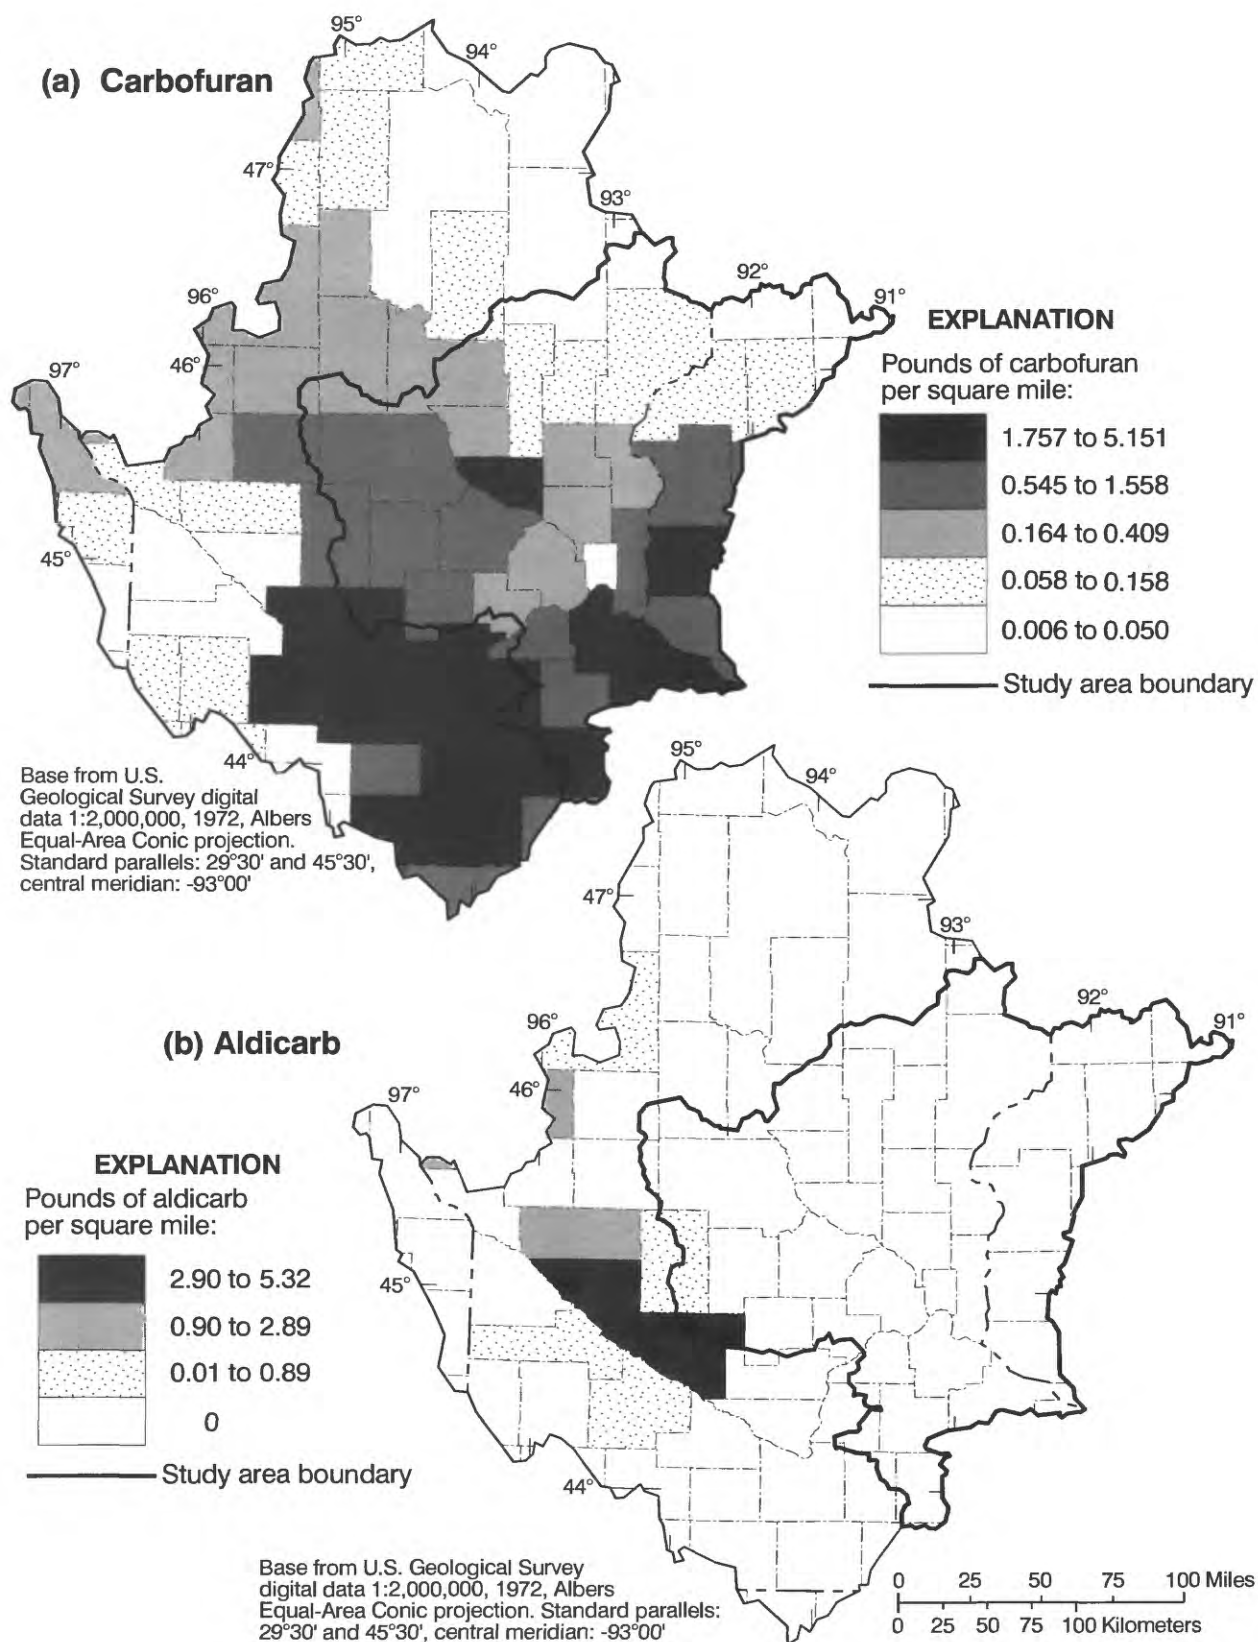 (a) Carbofuran
95°
94°
47°
93°
92°
91°
96°
46°
97°
45°
44°
EXPLANATION
Pounds of carbofuran
per square mile:
1.757 to 5.151
0.545 to 1.558
0.164 to 0.409
0.058 to 0.158
0.006 to 0.050
Study area boundary
Base from U.S.
Geological Survey digital
data 1:2,000,000, 1972, Albers
Equal-Area Conic projection.
Standard parallels: 29°30' and 45°30',
central meridian: -93°00'
(b) Aldicarb
95°
94°
47°
93°
92°
91°
96°
46°
97°
45°
44°
EXPLANATION
Pounds of aldicarb
per square mile:
2.90 to 5.32
0.90 to 2.89
0.01 to 0.89
0
Study area boundary
Base from U.S. Geological Survey
digital data 1:2,000,000, 1972, Albers
Equal-Area Conic projection. Standard parallels:
29°30' and 45°30', central meridian: -93°00'
0 25 50 75 100 Miles
0 25 50 75 100 Kilometers